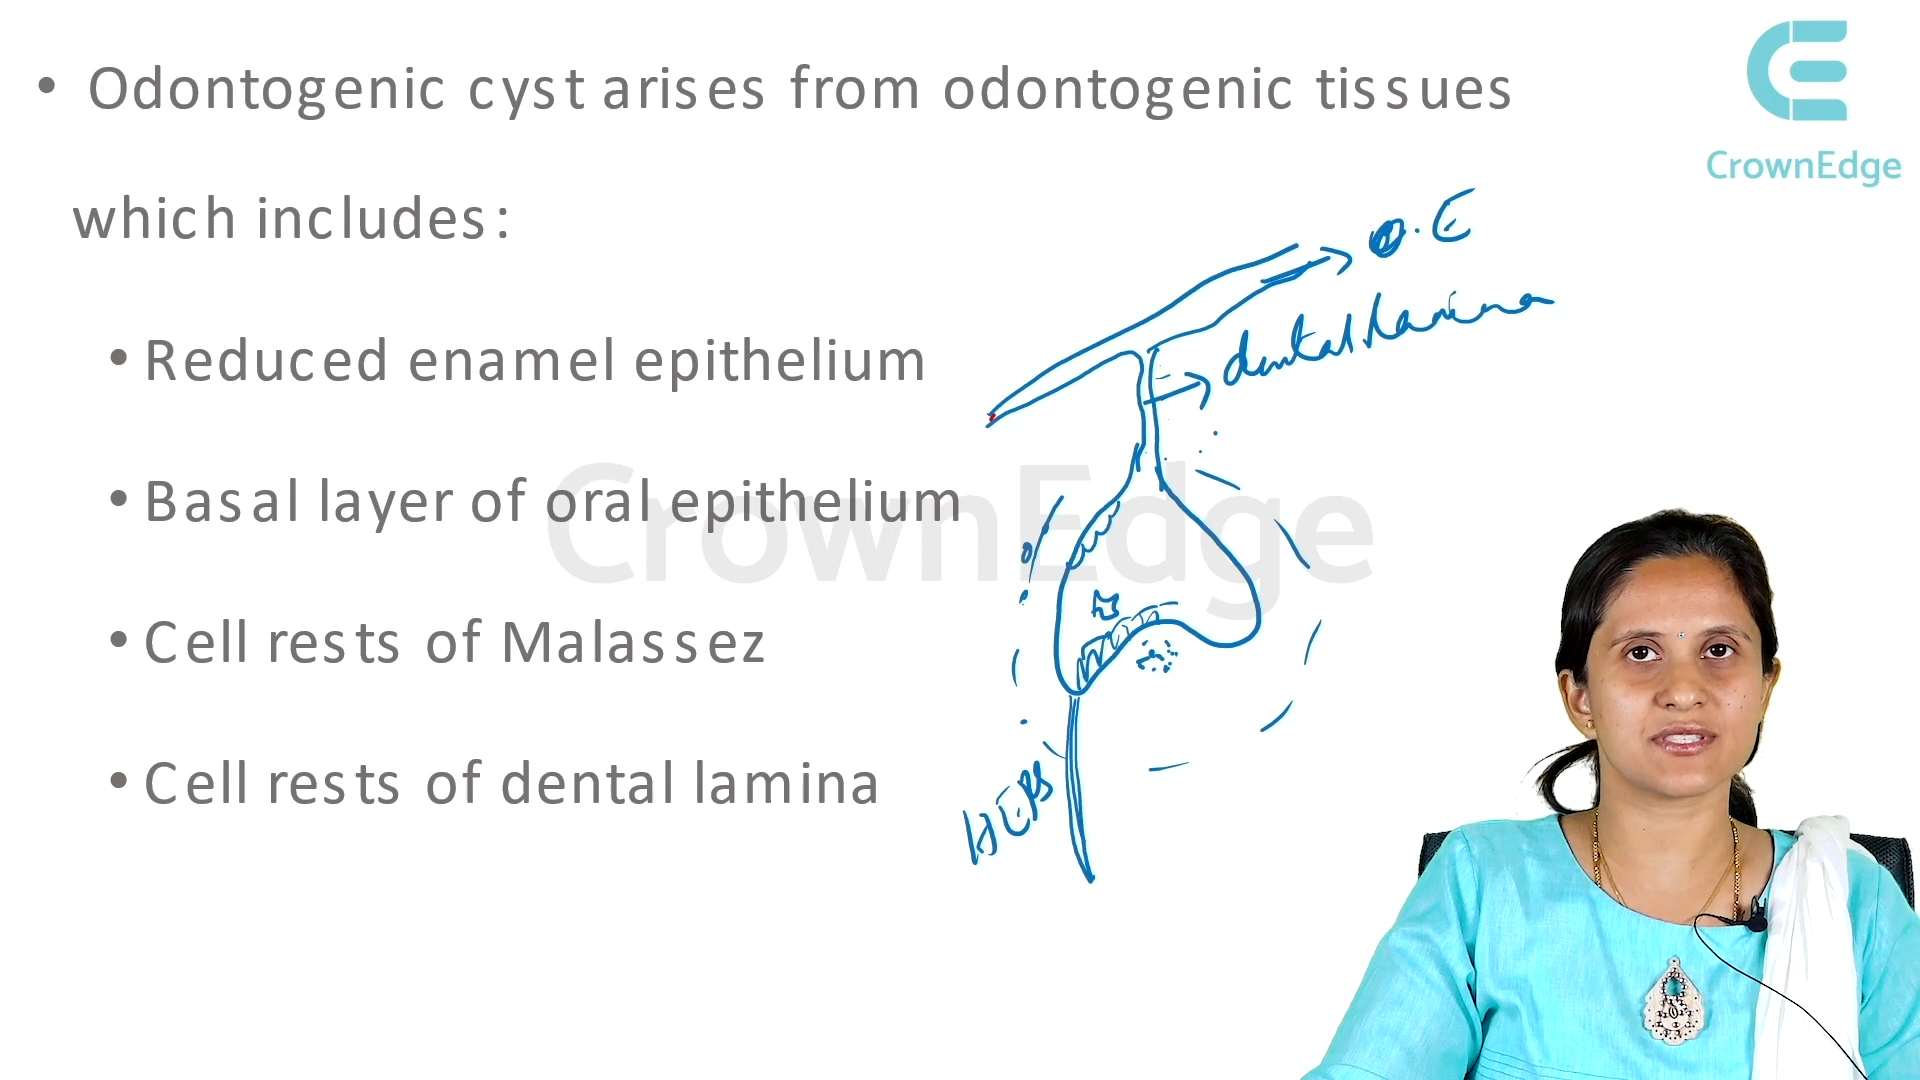 • Odontogenic cyst arises from odontogenic tissues
which includes:
• Reduced enamel epithelium
• Basal layer of oral epithelium
• Cell rests of Malassez
• Cell rests of dental lamina
CrownEdge
O.E
dental lamina
HERS
CrownEdge